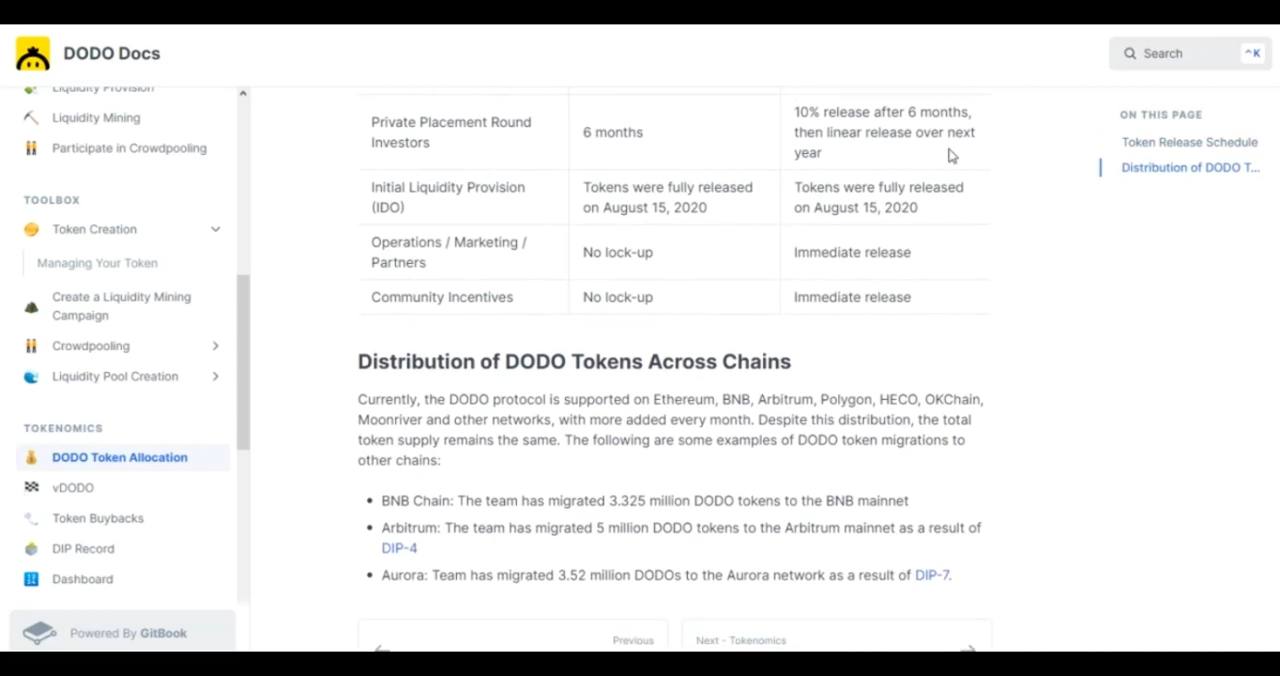 DODO Docs
Search
^K
Liquidity Provision
Liquidity Mining
Participate in Crowdpooling
TOOLBOX
Token Creation
Managing Your Token
Create a Liquidity Mining
Campaign
Crowdpooling
Liquidity Pool Creation
TOKENOMICS
DODO Token Allocation
vDODO
Token Buybacks
DIP Record
Dashboard
Powered By GitBook
Private Placement Round
Investors
6 months
10% release after 6 months,
then linear release over next
year
Initial Liquidity Provision
(IDO)
Tokens were fully released
on August 15, 2020
Tokens were fully released
on August 15, 2020
Operations / Marketing /
Partners
No lock-up
Immediate release
Community Incentives
No lock-up
Immediate release
Distribution of DODO Tokens Across Chains
Currently, the DODO protocol is supported on Ethereum, BNB, Arbitrum, Polygon, HECO, OKChain,
Moonriver and other networks, with more added every month. Despite this distribution, the total
token supply remains the same. The following are some examples of DODO token migrations to
other chains:
• BNB Chain: The team has migrated 3.325 million DODO tokens to the BNB mainnet
• Arbitrum: The team has migrated 5 million DODO tokens to the Arbitrum mainnet as a result of
DIP-4
• Aurora: Team has migrated 3.52 million DODOs to the Aurora network as a result of DIP-7.
Previous
Next - Tokenomics
ON THIS PAGE
Token Release Schedule
Distribution of DODO T...